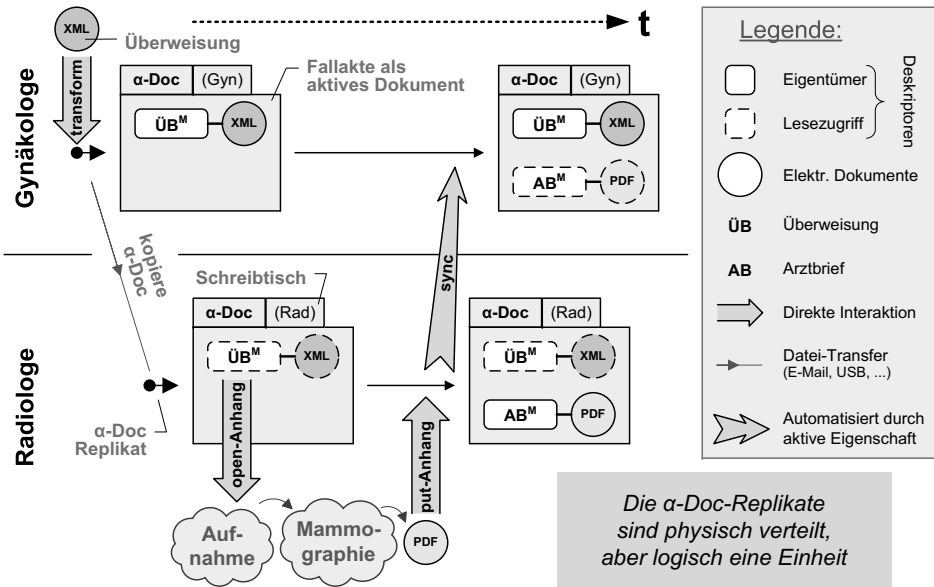 XML
Überweisung
t
Gynäkologe
transform
α-Doc (Gyn)
ÜBM XML
Fallakte als
aktives Dokument
α-Doc (Gyn)
ÜBM XML
ABM PDF
kopiere
α-Doc
sync
Radiologe
Schreibtisch
α-Doc (Rad)
ÜBM XML
α-Doc
Replikat
open-Anhang
Auf-
nahme
Mammo-
graphie
PDF
put-Anhang
α-Doc (Rad)
ÜBM XML
ABM PDF
Legende:
Eigentümer
Lesezugriff
Deskriptoren
Elektr. Dokumente
ÜB Überweisung
AB Arztbrief
Direkte Interaktion
Datei-Transfer
(E-Mail, USB, ...)
Automatisiert durch
aktive Eigenschaft
Die α-Doc-Replikate
sind physisch verteilt,
aber logisch eine Einheit